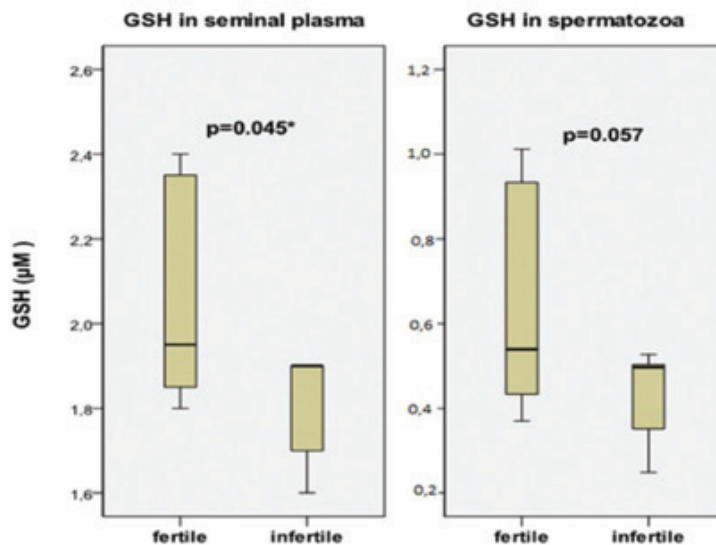 GSH in seminal plasma
GSH in spermatozoa
GSH (µM )
2,6
2,4
2,2
2,0
1,8
1,6
p=0.045*
fertile
infertile
1,2
1,0
0,8
0,6
0,4
0,2
p=0.057
fertile
infertile